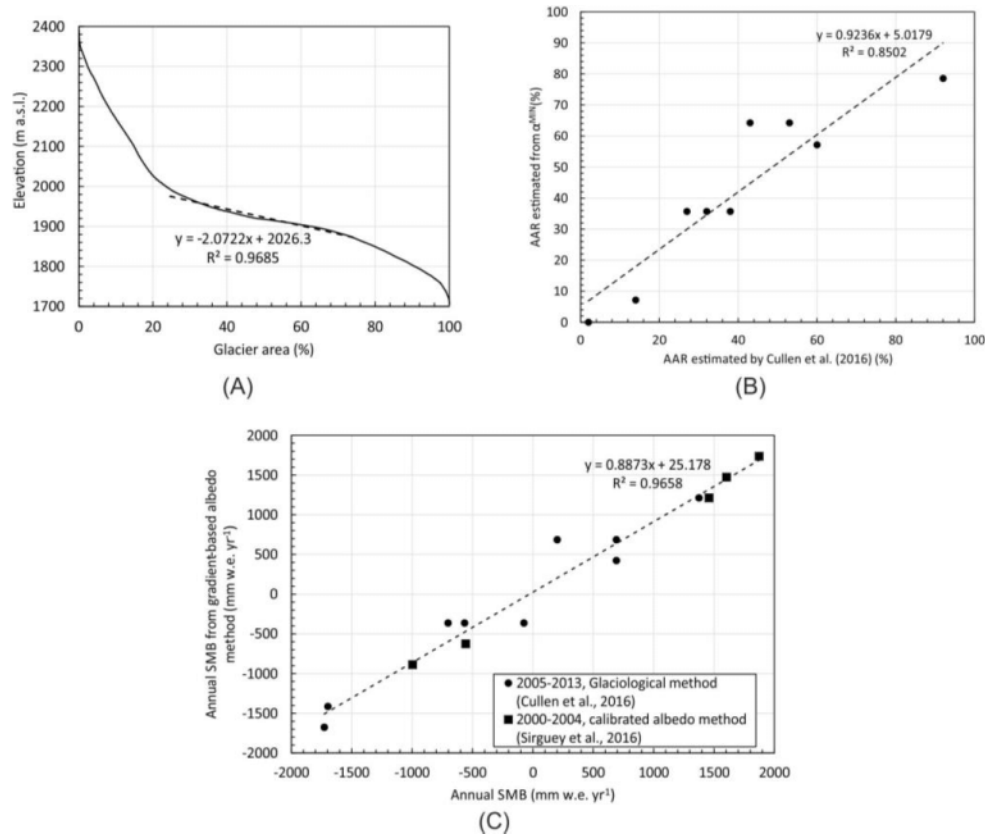 2400
2300
2200
2100
2000
1900
1800
1700
Elevation (m a.s.l.)
y = -2.0722x + 2026.3
R² = 0.9685
0 20 40 60 80 100
Glacier area (%)
(A)
100
90
80
70
60
50
40
30
20
10
0
AAR estimated from αᴹᴵᴺ(%)
y = 0.9236x + 5.0179
R² = 0.8502
0 20 40 60 80 100
AAR estimated by Cullen et al. (2016) (%)
(B)
2000
1500
1000
500
0
-500
-1000
-1500
-2000
Annual SMB from gradient-based albedo
method (mm w.e. yr⁻¹)
y = 0.8873x + 25.178
R² = 0.9658
2005-2013, Glaciological method
(Cullen et al., 2016)
2000-2004, calibrated albedo method
(Sirguey et al., 2016)
-2000 -1500 -1000 -500 0 500 1000 1500 2000
Annual SMB (mm w.e. yr⁻¹)
(C)